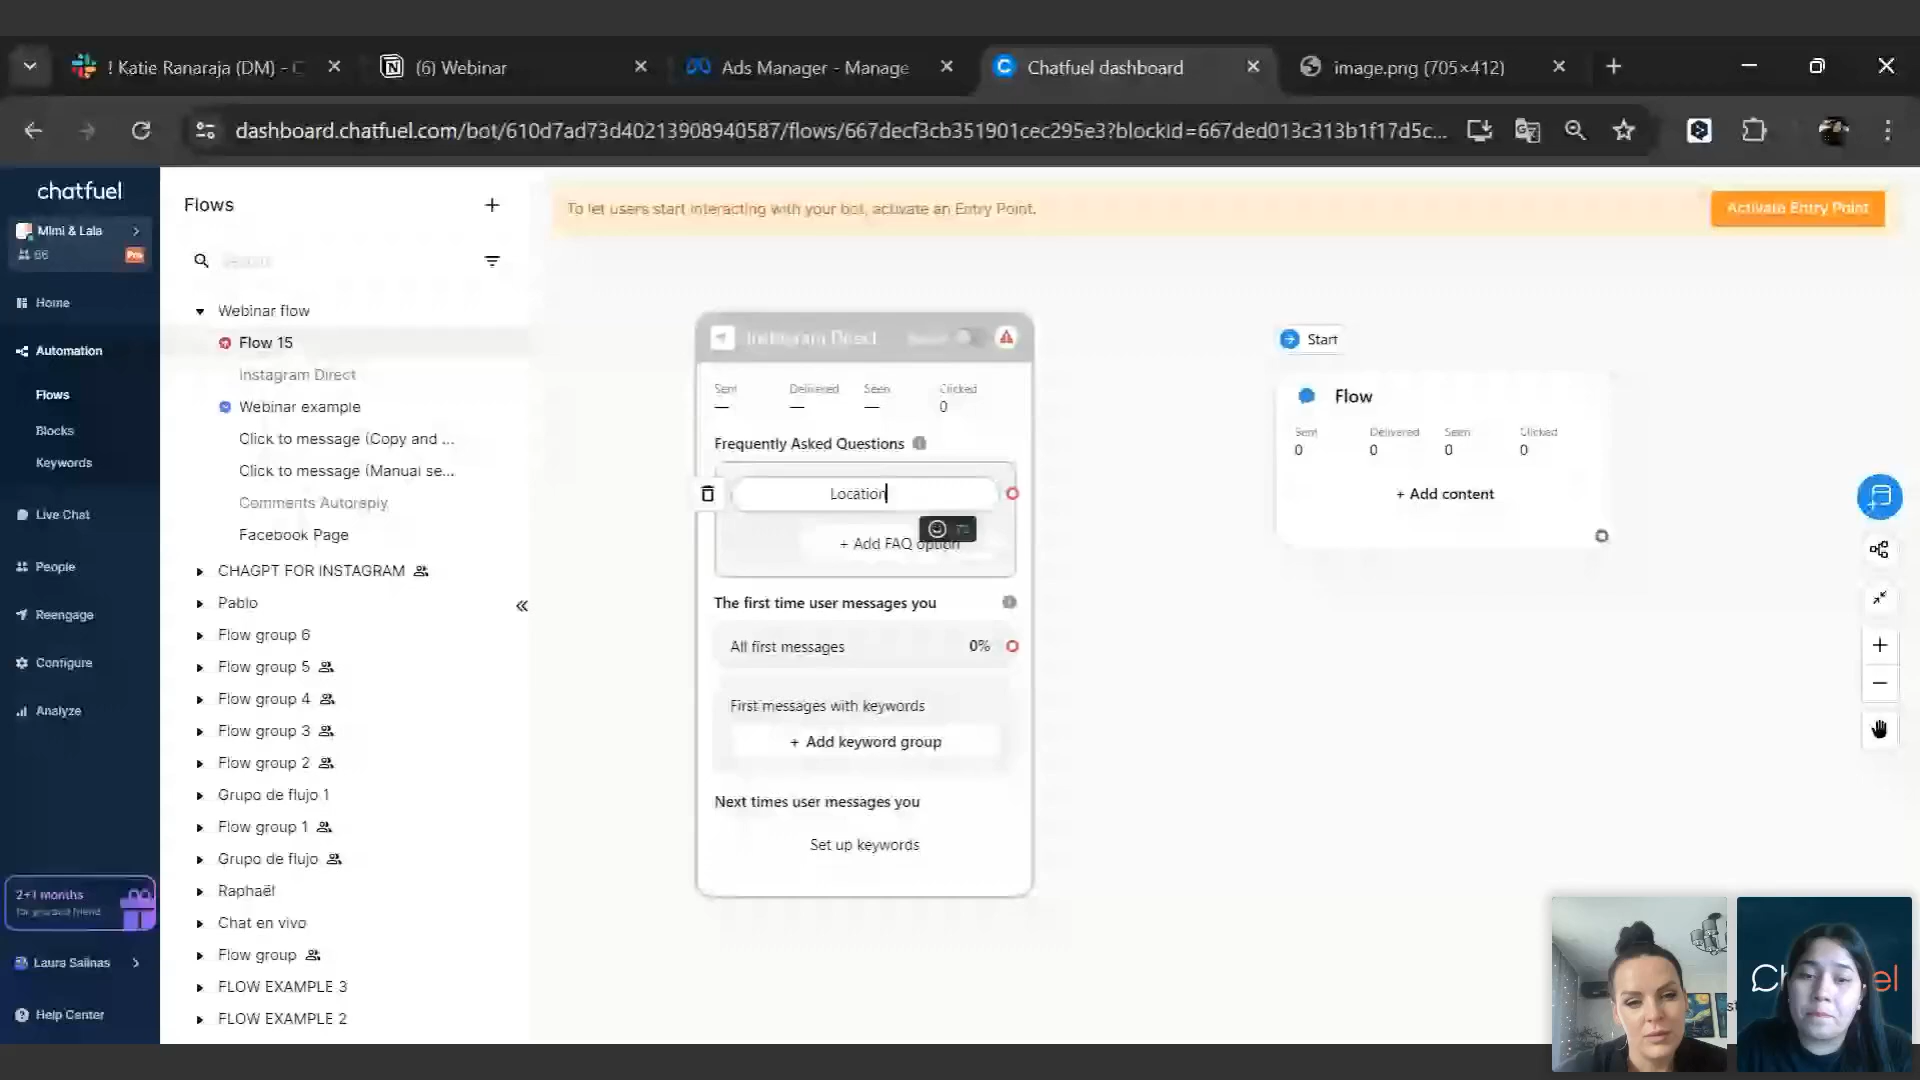 ! Katie Ranaraja (DM) - C
(6) Webinar
Ads Manager - Manage
Chatfuel dashboard
image.png (705×412)
dashboard.chatfuel.com/bot/610d7ad73d40213908940587/flows/667decf3cb351901cec295e3?blockId=667ded013c313b1f17d5c...
chatfuel
Mimi & Lala
66
Pro
Home
Automation
Flows
Blocks
Keywords
Live Chat
People
Reengage
Configure
Analyze
2+1 months
for you and friend
Laura Salinas
Help Center
Flows
Search
Webinar flow
Flow 15
Instagram Direct
Webinar example
Click to message (Copy and ...
Click to message (Manual se...
Comments Autoreply
Facebook Page
CHAGPT FOR INSTAGRAM
Pablo
Flow group 6
Flow group 5
Flow group 4
Flow group 3
Flow group 2
Grupo de flujo 1
Flow group 1
Grupo de flujo
Raphaël
Chat en vivo
Flow group
FLOW EXAMPLE 3
FLOW EXAMPLE 2
To let users start interacting with your bot, activate an Entry Point.
Activate Entry Point
Instagram Direct
Sent Delivered Seen Clicked
— — — 0
Frequently Asked Questions
Location
+ Add FAQ option
The first time user messages you
All first messages 0%
First messages with keywords
+ Add keyword group
Next times user messages you
Set up keywords
Start
Flow
Sent Delivered Seen Clicked
0 0 0 0
+ Add content